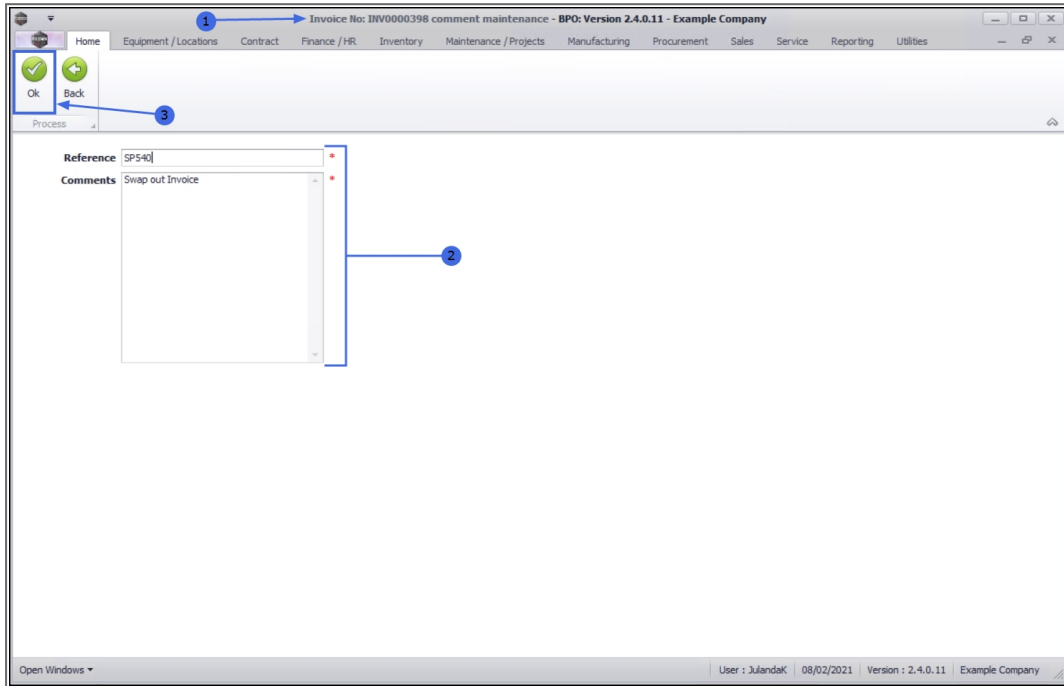 1
Invoice No: INV0000398 comment maintenance - BPO: Version 2.4.0.11 - Example Company
Home Equipment / Locations Contract Finance / HR Inventory Maintenance / Projects Manufacturing Procurement Sales Service Reporting Utilities
Ok Back
3
Process
Reference SP540 *
Comments Swap out Invoice *
2
Open Windows User : JulandaK 08/02/2021 Version : 2.4.0.11 Example Company